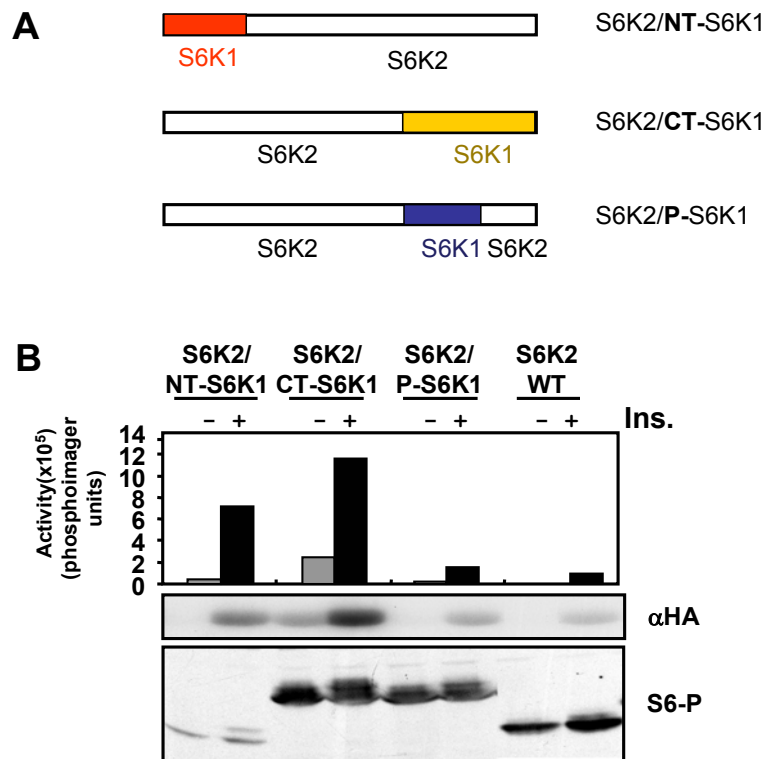 A
S6K2/NT-S6K1
S6K1
S6K2
S6K2/CT-S6K1
S6K2
S6K1
S6K2/P-S6K1
S6K2
S6K1 S6K2
B
S6K2/
NT-S6K1
S6K2/
CT-S6K1
S6K2/
P-S6K1
S6K2
WT
– + – + – + – + Ins.
Activity(x10⁵)
(phosphoimager
units)
14
12
10
8
6
4
2
0
αHA
S6-P